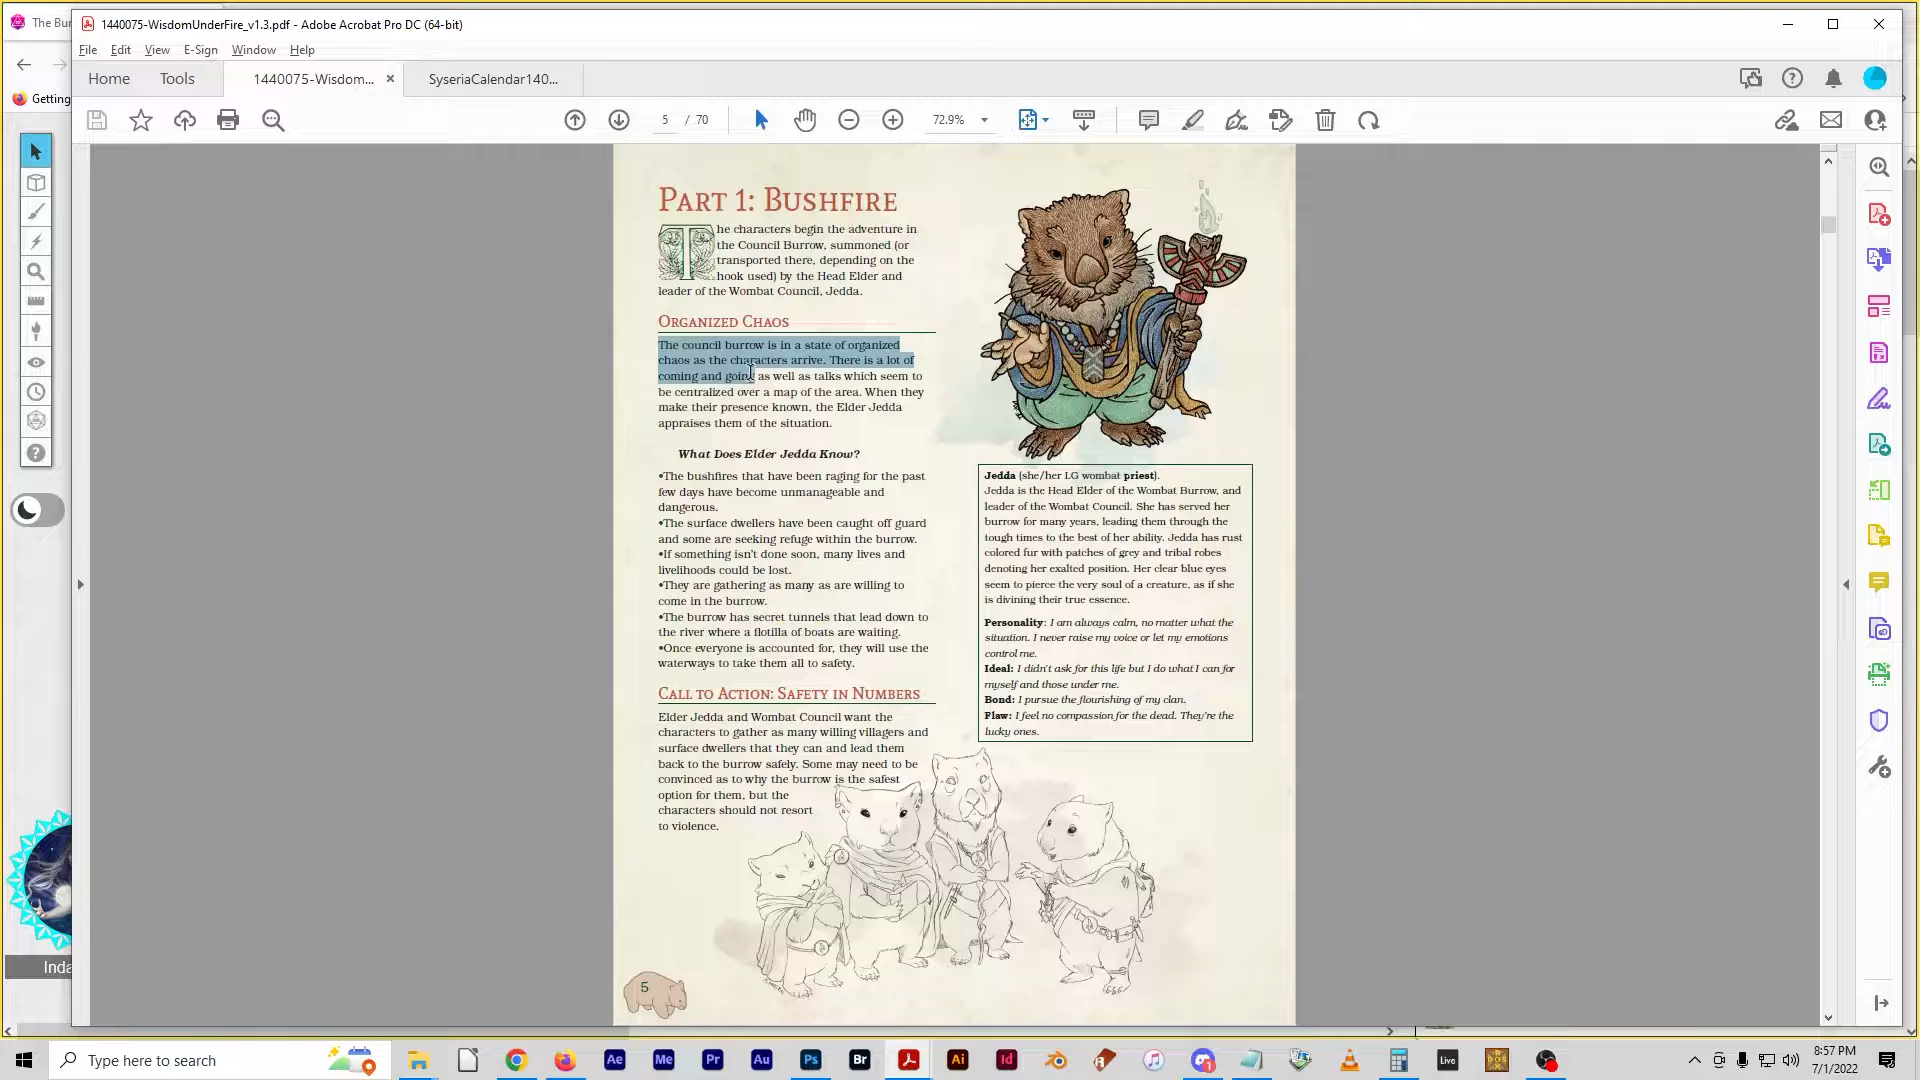 The Bur
1440075-WisdomUnderFire_v1.3.pdf - Adobe Acrobat Pro DC (64-bit)
File Edit View E-Sign Window Help
Home Tools 1440075-Wisdom... × SyseriaCalendar140...
Getting
5 / 70 72.9%
PART 1: BUSHFIRE
The characters begin the adventure in
the Council Burrow, summoned (or
transported there, depending on the
hook used) by the Head Elder and
leader of the Wombat Council, Jedda.
ORGANIZED CHAOS
The council burrow is in a state of organized
chaos as the characters arrive. There is a lot of
coming and going as well as talks which seem to
be centralized over a map of the area. When they
make their presence known, the Elder Jedda
appraises them of the situation.
What Does Elder Jedda Know?
•The bushfires that have been raging for the past
few days have become unmanageable and
dangerous.
•The surface dwellers have been caught off guard
and some are seeking refuge within the burrow.
•If something isn't done soon, many lives and
livelihoods could be lost.
•They are gathering as many as are willing to
come in the burrow.
•The burrow has secret tunnels that lead down to
the river where a flotilla of boats are waiting.
•Once everyone is accounted for, they will use the
waterways to take them all to safety.
CALL TO ACTION: SAFETY IN NUMBERS
Elder Jedda and Wombat Council want the
characters to gather as many willing villagers and
surface dwellers that they can and lead them
back to the burrow safely. Some may need to be
convinced as to why the burrow is the safest
option for them, but the
characters should not resort
to violence.
Jedda (she/her LG wombat priest).
Jedda is the Head Elder of the Wombat Burrow, and
leader of the Wombat Council. She has served her
burrow for many years, leading them through the
tough times to the best of her ability. Jedda has rust
colored fur with patches of grey and tribal robes
denoting her exalted position. Her clear blue eyes
seem to pierce the very soul of a creature, as if she
is divining their true essence.
Personality: I am always calm, no matter what the
situation. I never raise my voice or let my emotions
control me.
Ideal: I didn't ask for this life but I do what I can for
myself and those under me.
Bond: I pursue the flourishing of my clan.
Flaw: I feel no compassion for the dead. They're the
lucky ones.
5
Inda
Type here to search
Ae Me Pr Au Ps Br Ai Id Live
8:57 PM
7/1/2022